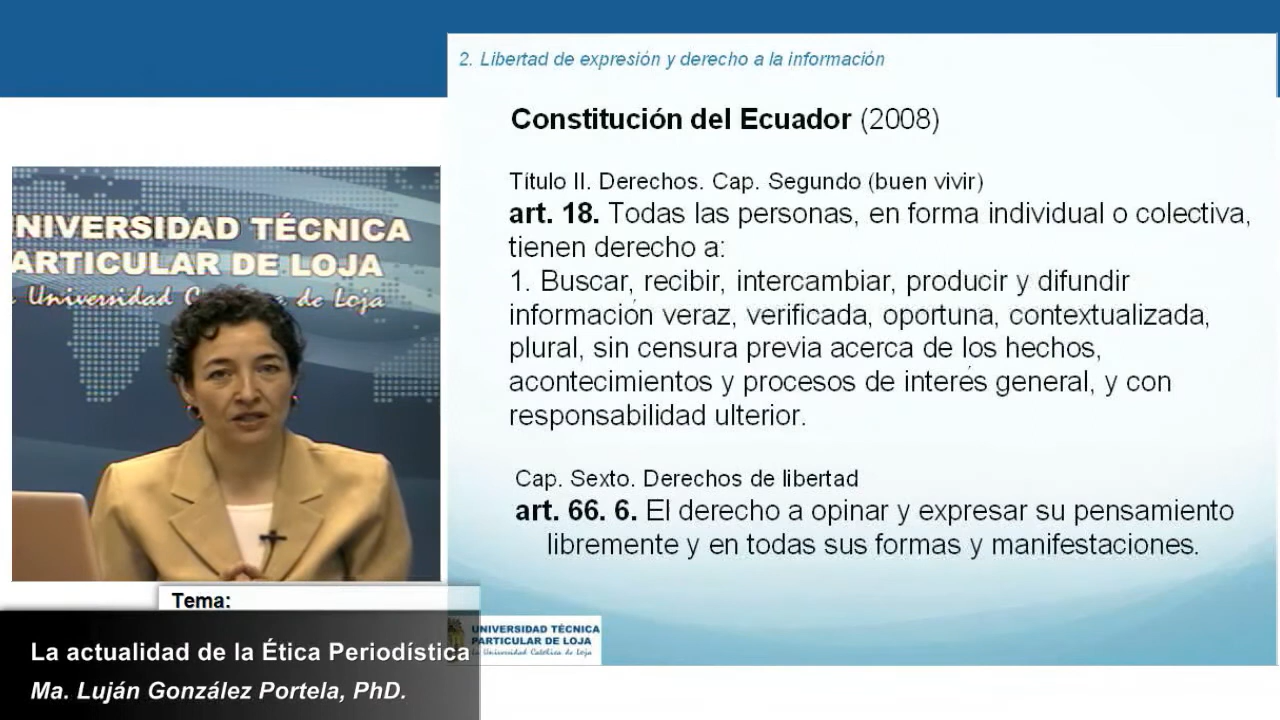 2. Libertad de expresión y derecho a la información
Constitución del Ecuador (2008)
Título II. Derechos. Cap. Segundo (buen vivir)
art. 18. Todas las personas, en forma individual o colectiva,
tienen derecho a:
1. Buscar, recibir, intercambiar, producir y difundir
información veraz, verificada, oportuna, contextualizada,
plural, sin censura previa acerca de los hechos,
acontecimientos y procesos de interés general, y con
responsabilidad ulterior.
Cap. Sexto. Derechos de libertad
art. 66. 6. El derecho a opinar y expresar su pensamiento
libremente y en todas sus formas y manifestaciones.
NIVERSIDAD TÉCNICA
ARTICULAR DE LOJA
Universidad C de Loja
Tema:
La actualidad de la Ética Periodística
Ma. Luján González Portela, PhD.
UNIVERSIDAD TÉCNICA
PARTICULAR DE LOJA
La Universidad Católica de Loja